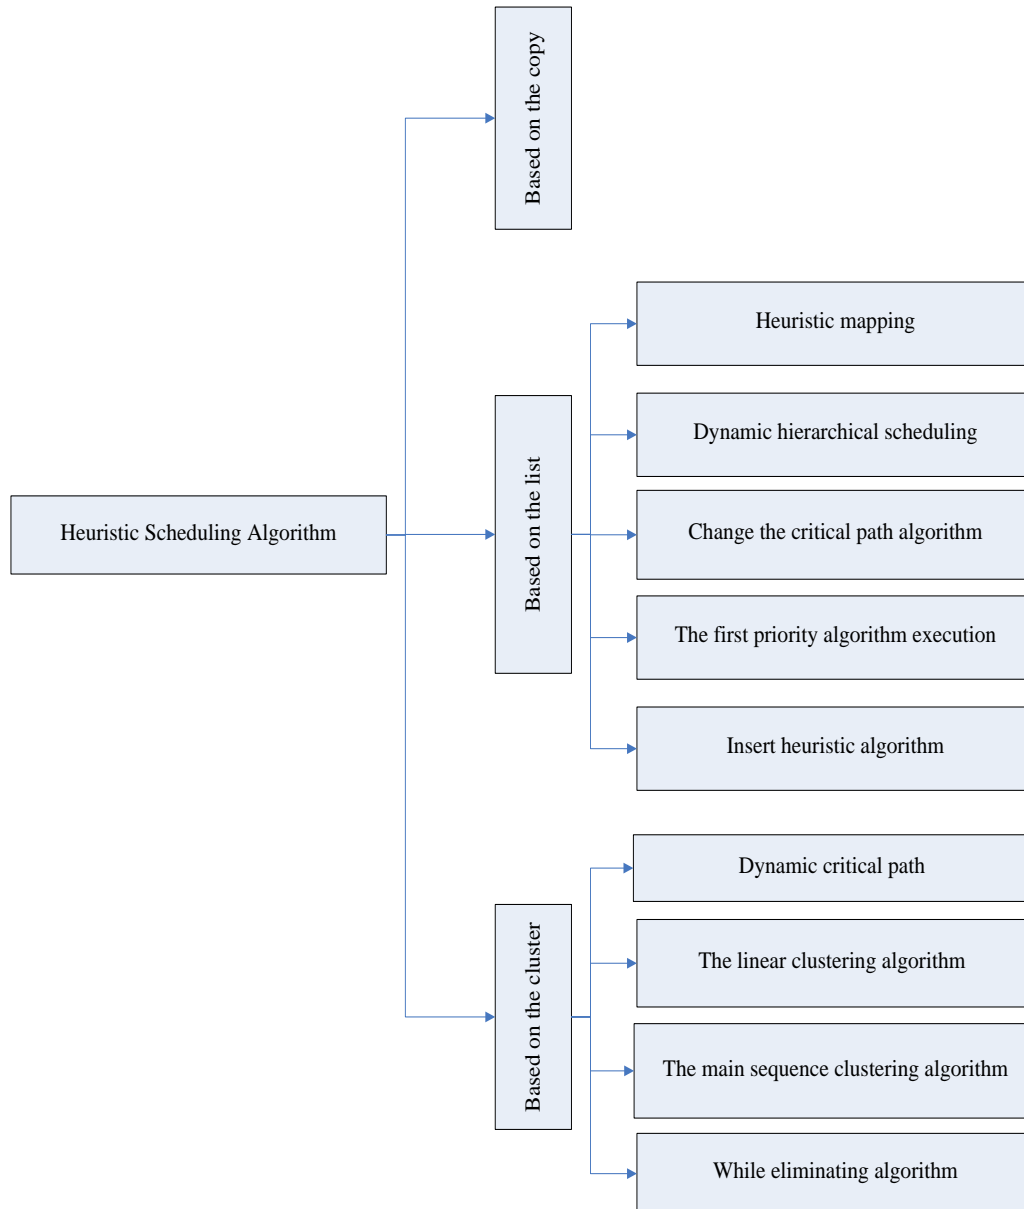 Based on the copy
Heuristic mapping
Dynamic hierarchical scheduling
Based on the list
Heuristic Scheduling Algorithm
Change the critical path algorithm
The first priority algorithm execution
Insert heuristic algorithm
Dynamic critical path
Based on the cluster
The linear clustering algorithm
The main sequence clustering algorithm
While eliminating algorithm